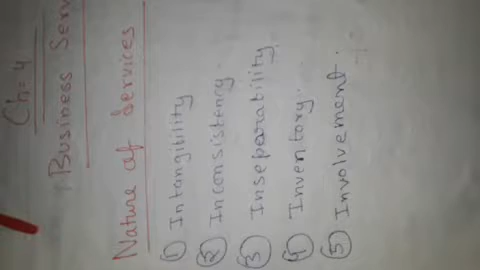 Ch=4
Business Serv
Nature of Services
① Intangibility
② Inconsistency.
③ Inseparability
④ Inventory.
⑤ Involvement.